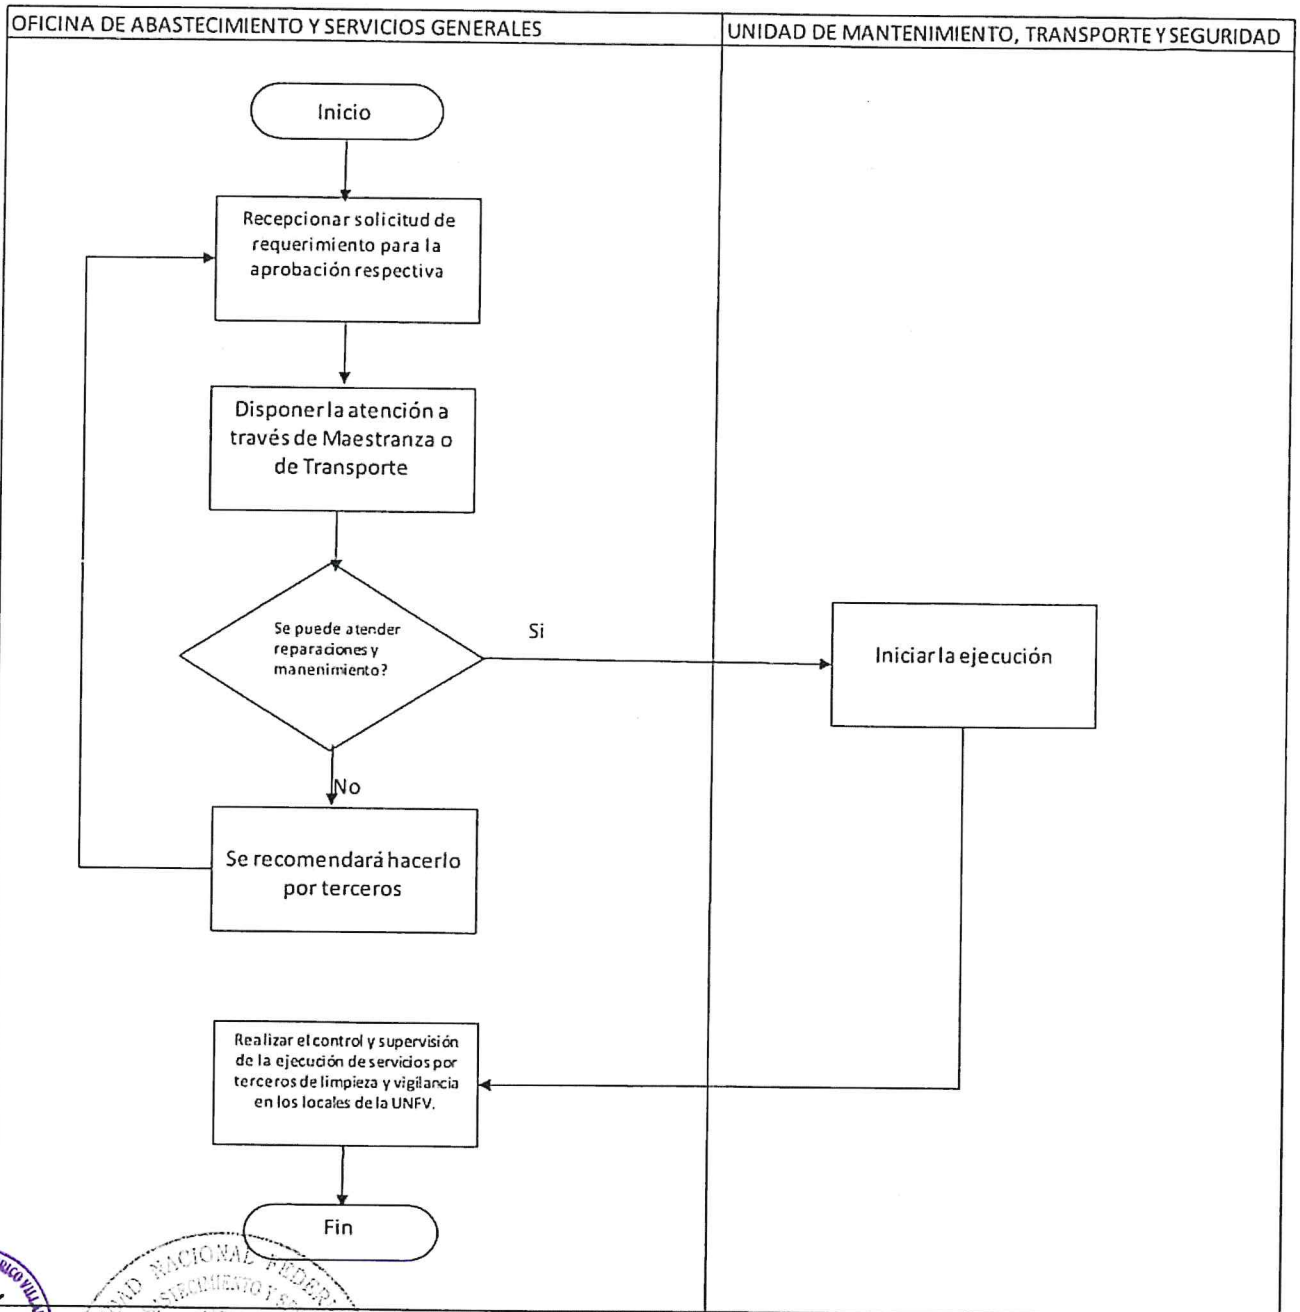 OFICINA DE ABASTECIMIENTO Y SERVICIOS GENERALES
UNIDAD DE MANTENIMIENTO, TRANSPORTE Y SEGURIDAD
Inicio
Recepcionar solicitud de
requerimiento para la
aprobación respectiva
Disponer la atención a
través de Maestranza o
de Transporte
Se puede atender
reparaciones y
manenimiento?
Si
Iniciar la ejecución
No
Se recomendará hacerlo
por terceros
Realizar el control y supervisión
de la ejecución de servicios por
terceros de limpieza y vigilancia
en los locales de la UNFV.
Fin
NACIONAL